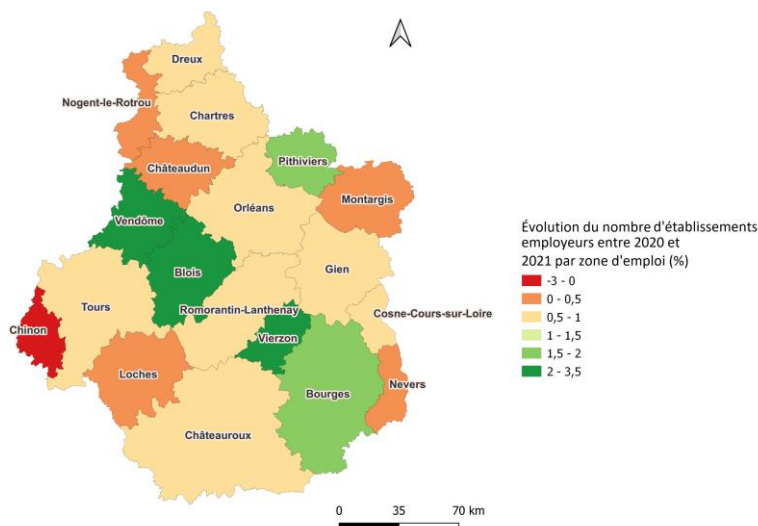 Dreux
Nogent-le-Rotrou
Chartres
Châteaudun
Pithiviers
Montargis
Orléans
Vendôme
Blois
Gien
Tours
Romorantin-Lanthenay
Cosne-Cours-sur-Loire
Chinon
Vierzon
Loches
Bourges
Nevers
Châteauroux
Évolution du nombre d'établissements
employeurs entre 2020 et
2021 par zone d'emploi (%)
-3 - 0
0 - 0,5
0,5 - 1
1 - 1,5
1,5 - 2
2 - 3,5
0 35 70 km